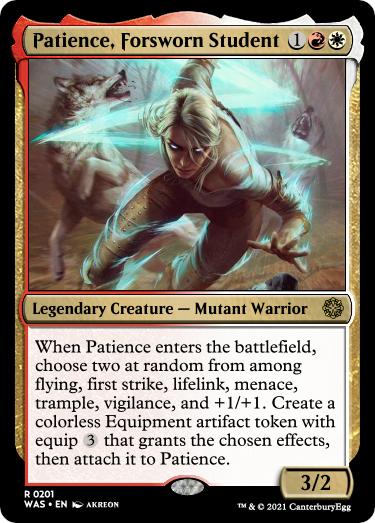 Patience, Forsworn Student 1
Legendary Creature — Mutant Warrior
When Patience enters the battlefield,
choose two at random from among
flying, first strike, lifelink, menace,
trample, vigilance, and +1/+1. Create a
colorless Equipment artifact token with
equip 3 that grants the chosen effects,
then attach it to Patience.
3/2
R 0201
WAS • EN AKREON
™ & © 2021 CanterburyEgg